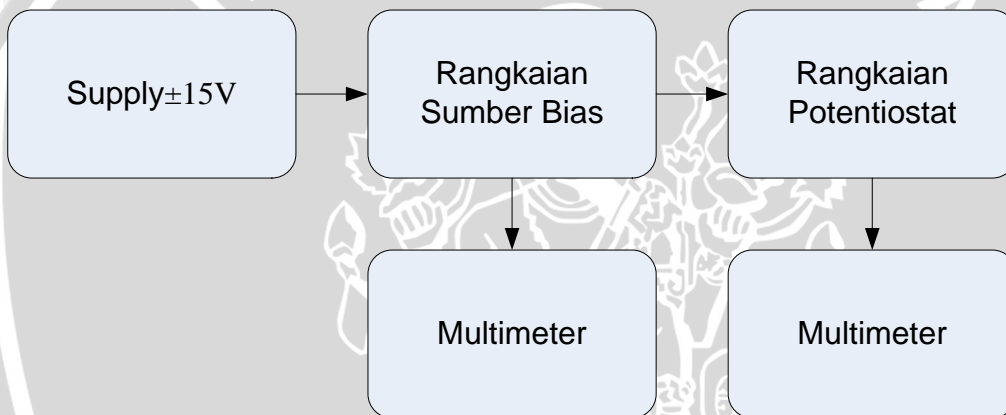 Supply±15V
Rangkaian
Sumber Bias
Rangkaian
Potentiostat
Multimeter
Multimeter